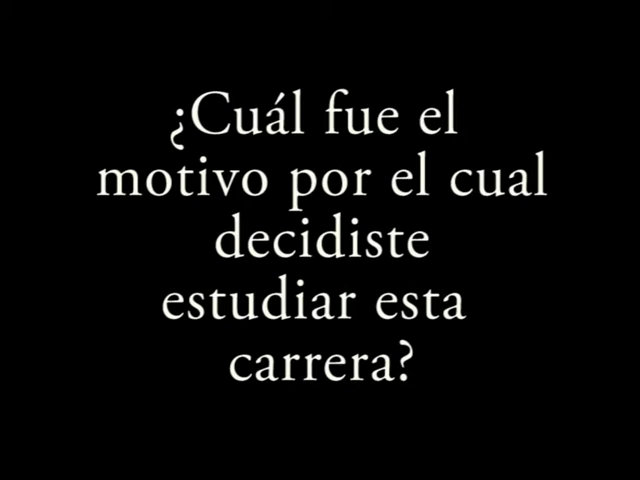 ¿Cuál fue el
motivo por el cual
decidiste
estudiar esta
carrera?